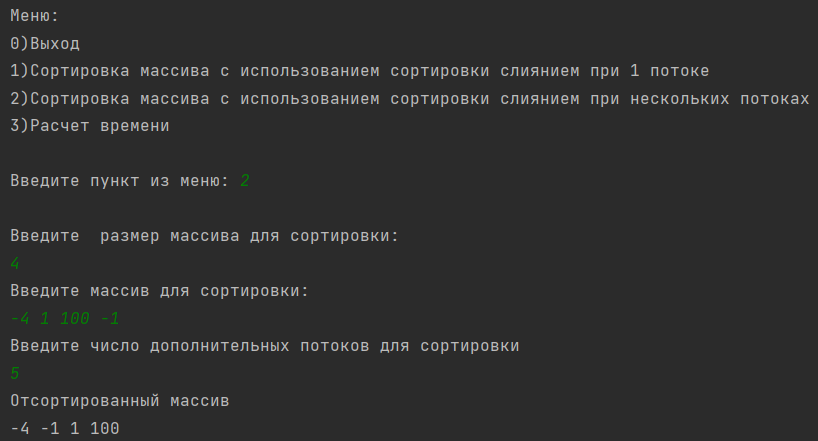 Меню:
0)Выход
1)Сортировка массива с использованием сортировки слиянием при 1 потоке
2)Сортировка массива с использованием сортировки слиянием при нескольких потоках
3)Расчет времени
Введите пункт из меню: 2
Введите  размер массива для сортировки:
4
Введите массив для сортировки:
-4 1 100 -1
Введите число дополнительных потоков для сортировки
5
Отсортированный массив
-4 -1 1 100